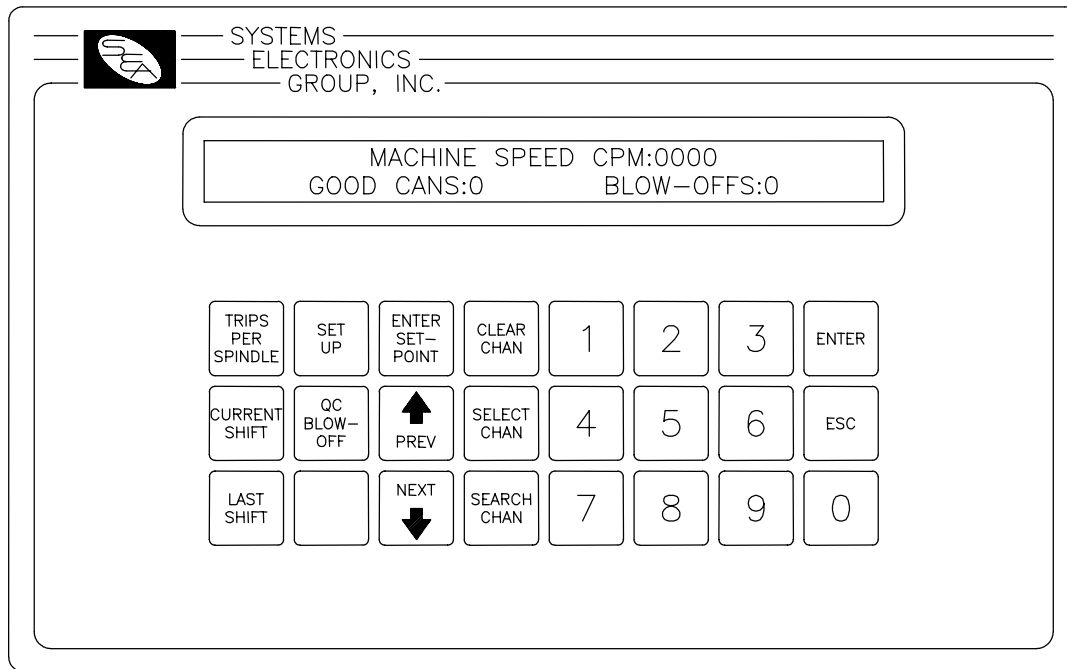 SEA
SYSTEMS
ELECTRONICS
GROUP, INC.
MACHINE SPEED CPM:0000
GOOD CANS:0 BLOW-OFFS:0
TRIPS
PER
SPINDLE
SET
UP
ENTER
SET-
POINT
CLEAR
CHAN
1
2
3
ENTER
CURRENT
SHIFT
QC
BLOW-
OFF
PREV
SELECT
CHAN
4
5
6
ESC
LAST
SHIFT
NEXT
SEARCH
CHAN
7
8
9
0